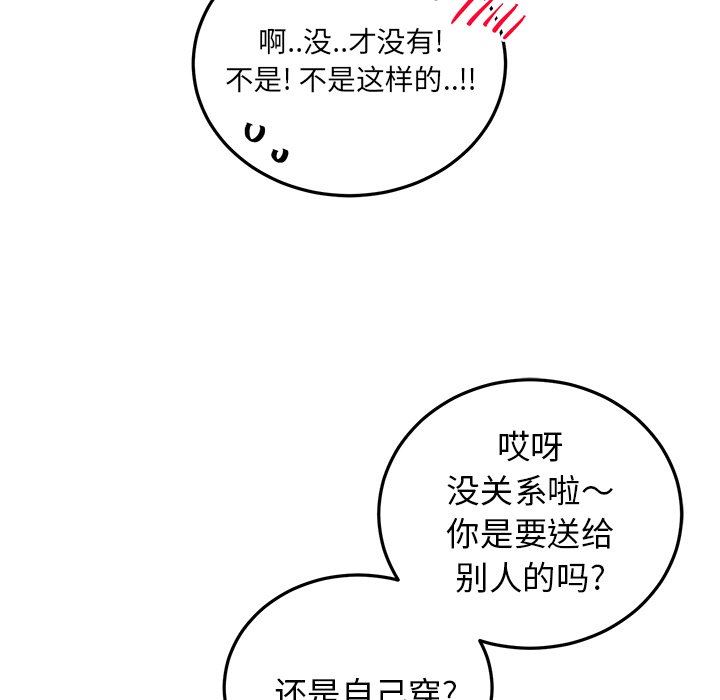 啊..没..才没有!
不是! 不是这样的..!!
哎呀
没关系啦～
你是要送给
别人的吗?
还是自己穿?